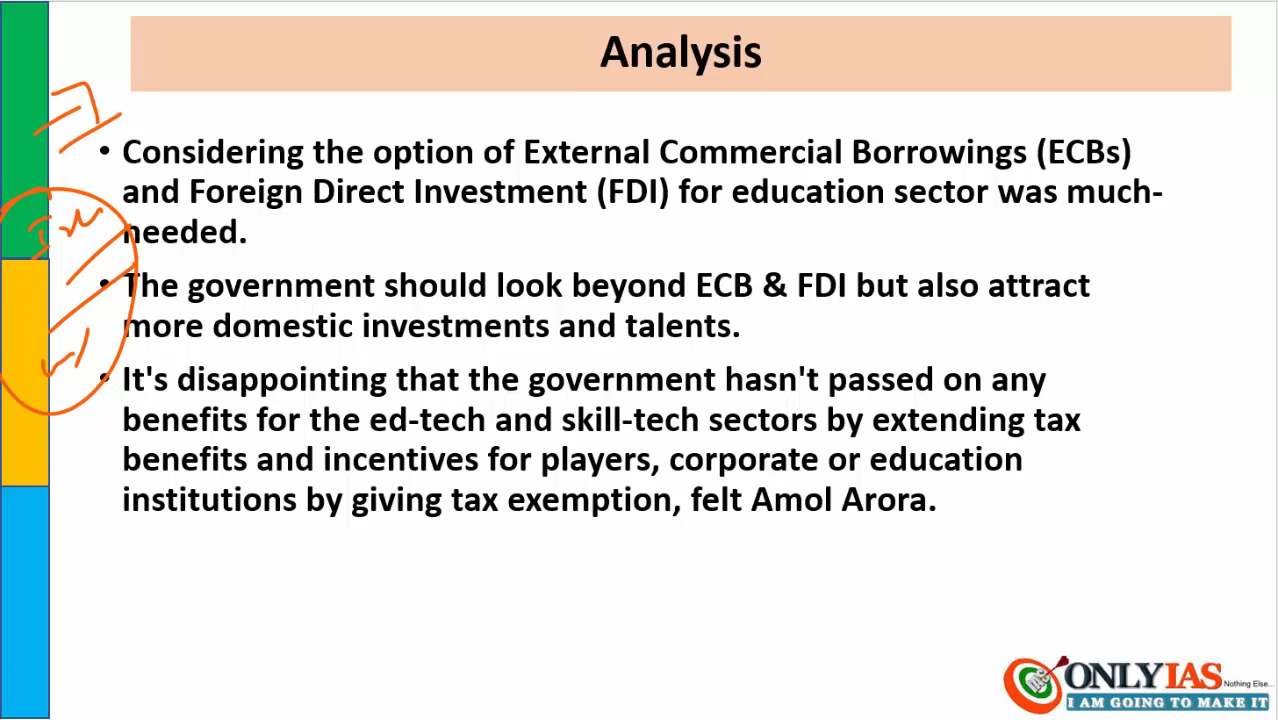 Analysis
• Considering the option of External Commercial Borrowings (ECBs)
and Foreign Direct Investment (FDI) for education sector was much-
needed.
• The government should look beyond ECB & FDI but also attract
more domestic investments and talents.
• It's disappointing that the government hasn't passed on any
benefits for the ed-tech and skill-tech sectors by extending tax
benefits and incentives for players, corporate or education
institutions by giving tax exemption, felt Amol Arora.
ONLYIAS Nothing Else...
I AM GOING TO MAKE IT